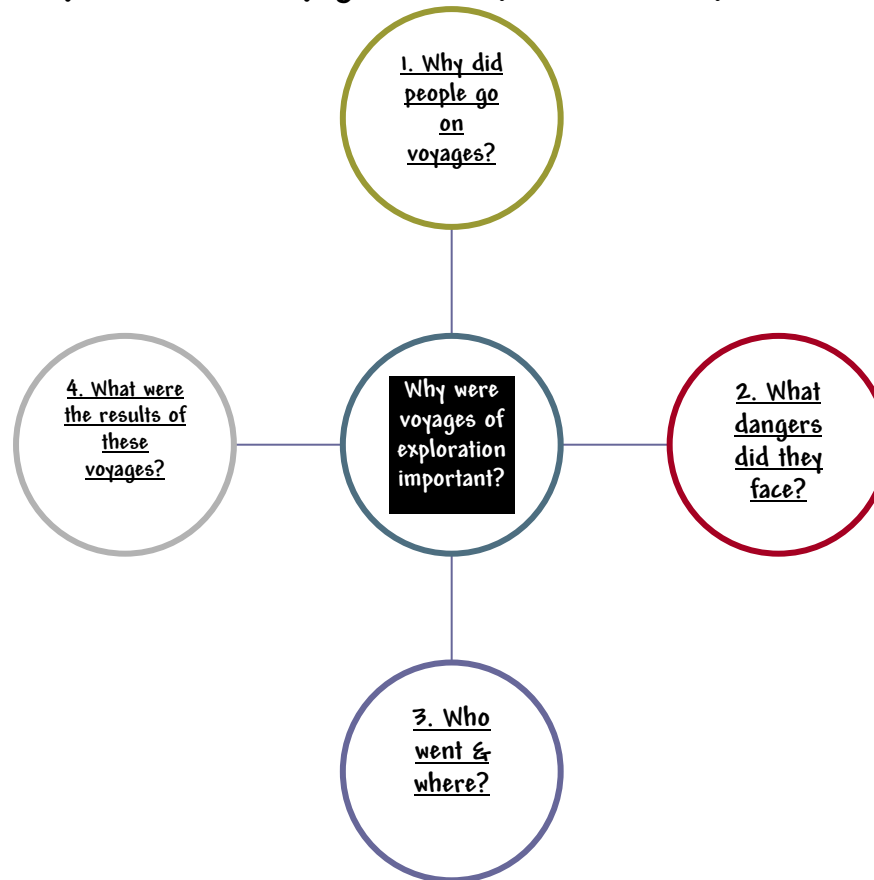 1. Why did
people go
on
voyages?
4. What were
the results of
these
voyages?
Why were
voyages of
exploration
important?
2. What
dangers
did they
face?
3. Who
went &
where?